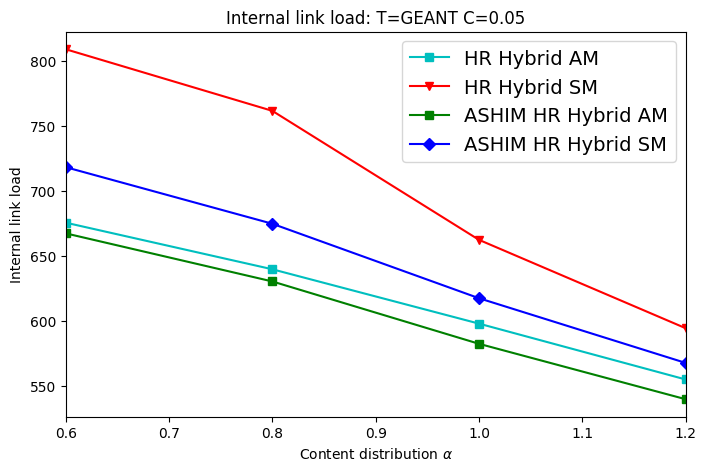 Internal link load: T=GEANT C=0.05
HR Hybrid AM
HR Hybrid SM
ASHIM HR Hybrid AM
ASHIM HR Hybrid SM
Internal link load
800
750
700
650
600
550
0.6 0.7 0.8 0.9 1.0 1.1 1.2
Content distribution α